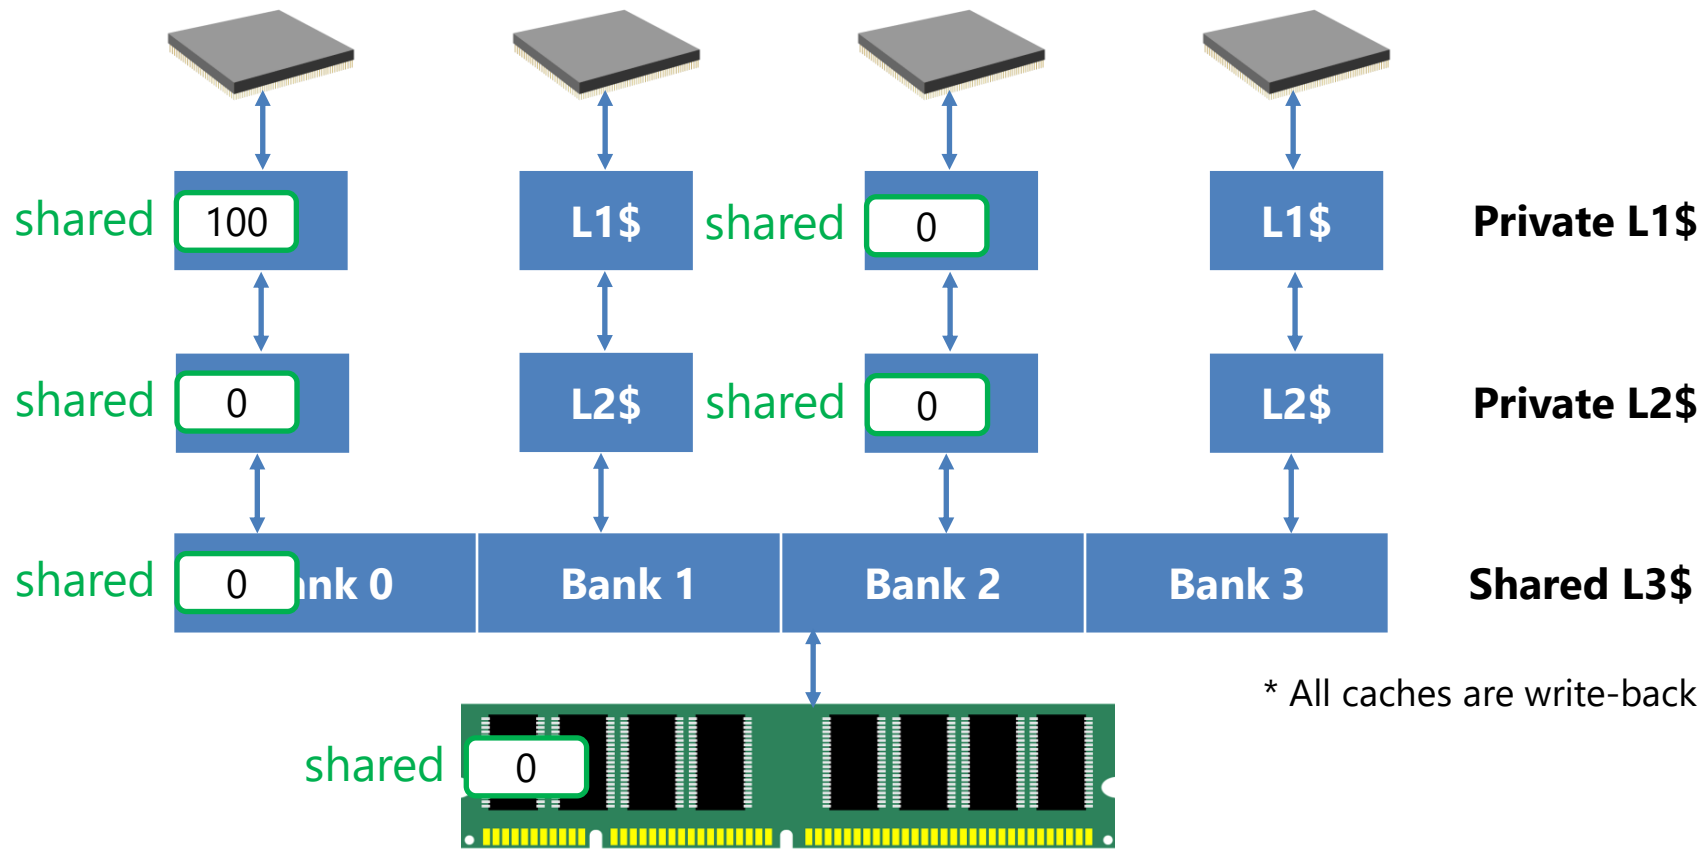 shared 100 L1$ shared 0 L1$ Private L1$
shared 0 L2$ shared 0 L2$ Private L2$
shared 0 ank 0 Bank 1 Bank 2 Bank 3 Shared L3$
* All caches are write-back
shared 0